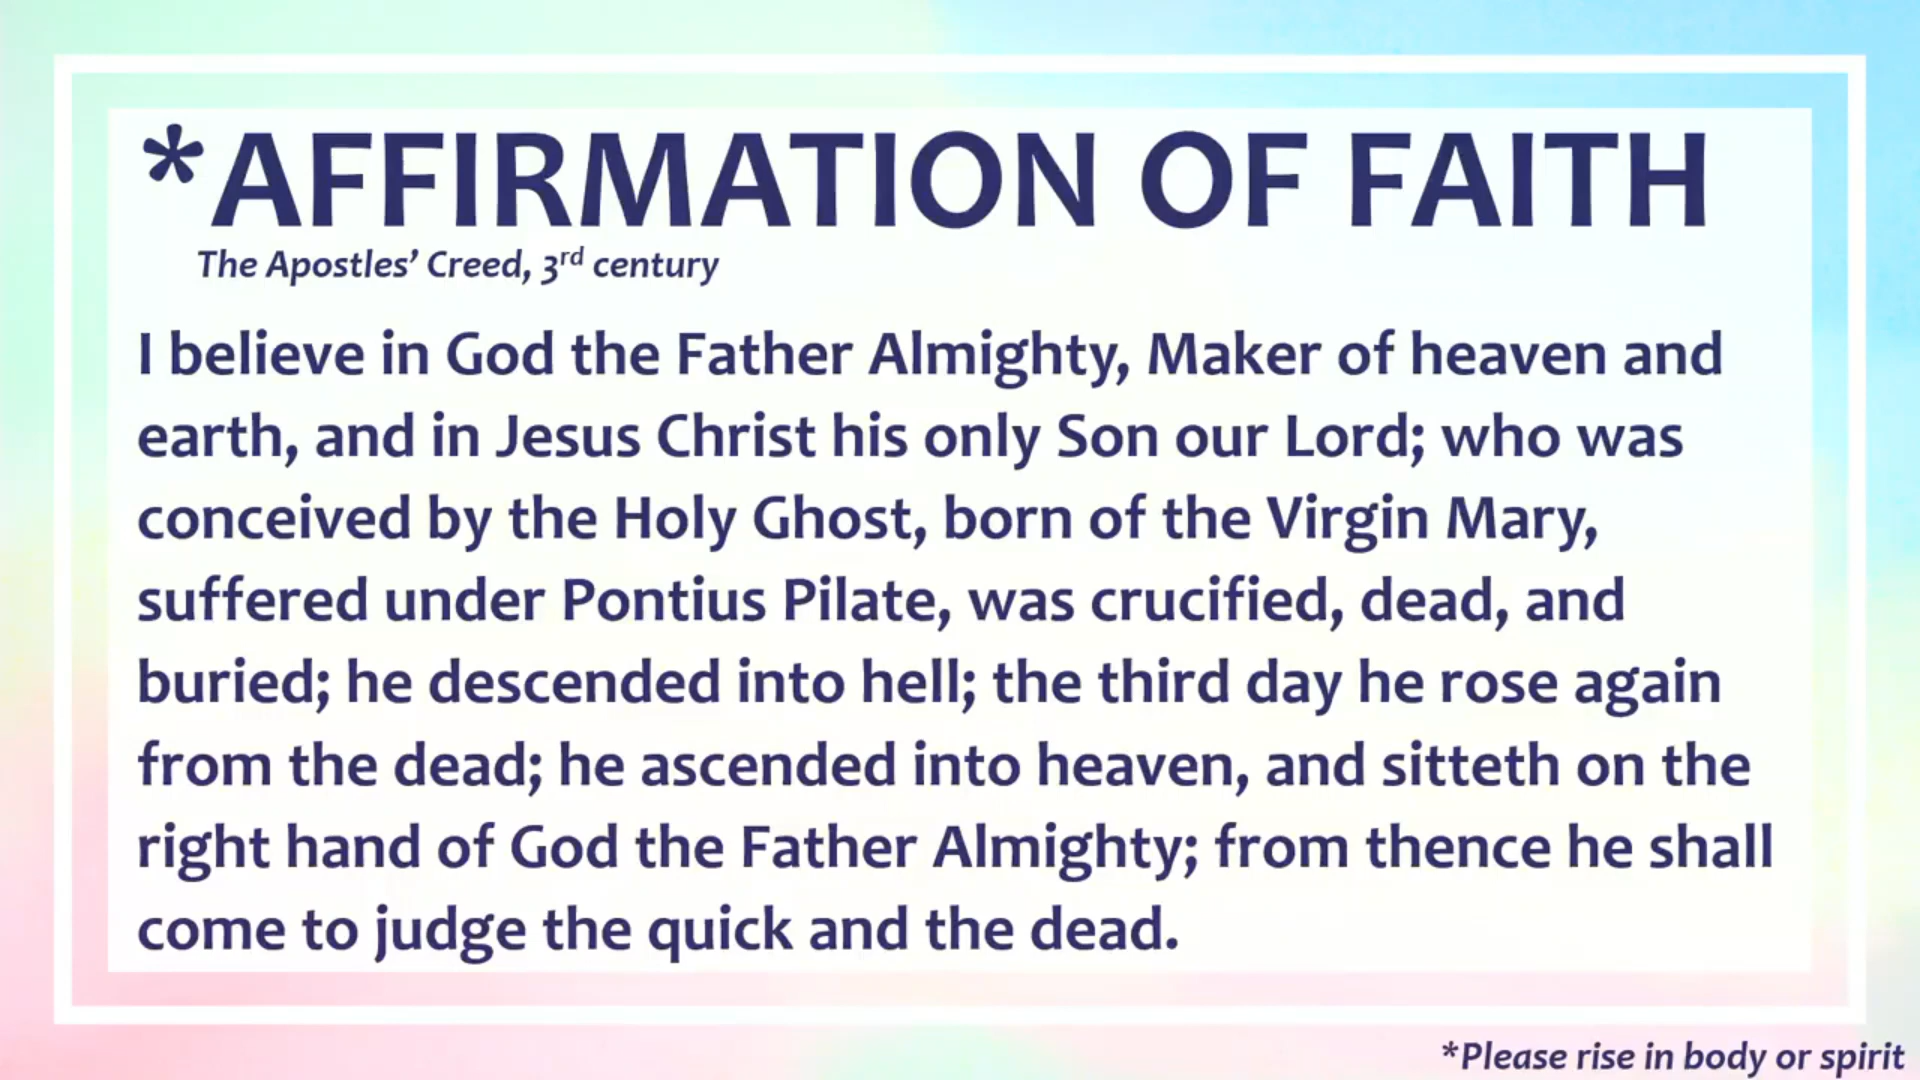 *AFFIRMATION OF FAITH
The Apostles’ Creed, 3rd century
I believe in God the Father Almighty, Maker of heaven and
earth, and in Jesus Christ his only Son our Lord; who was
conceived by the Holy Ghost, born of the Virgin Mary,
suffered under Pontius Pilate, was crucified, dead, and
buried; he descended into hell; the third day he rose again
from the dead; he ascended into heaven, and sitteth on the
right hand of God the Father Almighty; from thence he shall
come to judge the quick and the dead.
*Please rise in body or spirit